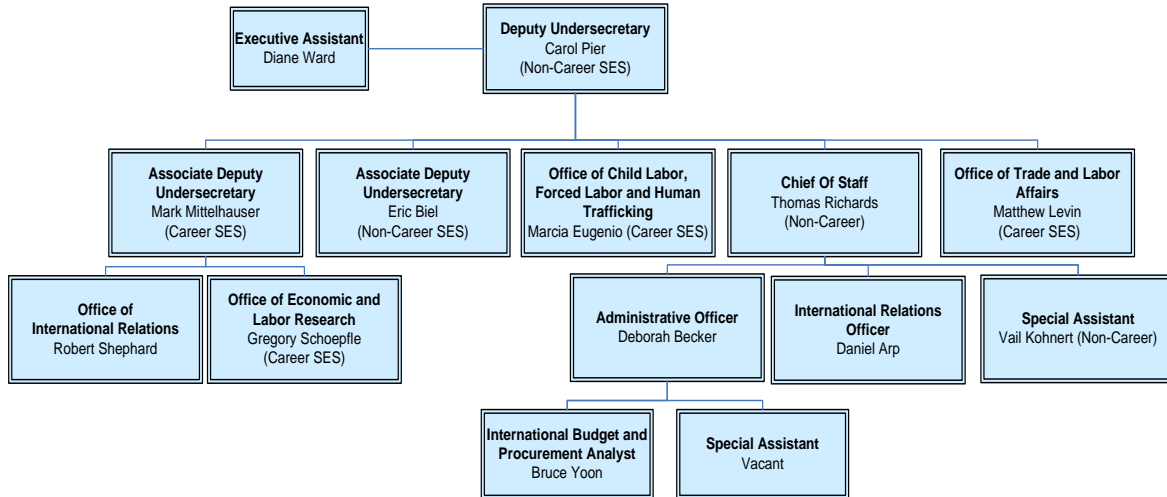 Executive Assistant
Diane Ward
Deputy Undersecretary
Carol Pier
(Non-Career SES)
Associate Deputy
Undersecretary
Mark Mittelhauser
(Career SES)
Associate Deputy
Undersecretary
Eric Biel
(Non-Career SES)
Office of Child Labor,
Forced Labor and Human
Trafficking
Marcia Eugenio (Career SES)
Chief Of Staff
Thomas Richards
(Non-Career)
Office of Trade and Labor
Affairs
Matthew Levin
(Career SES)
Office of
International Relations
Robert Shephard
Office of Economic and
Labor Research
Gregory Schoepfle
(Career SES)
Administrative Officer
Deborah Becker
International Relations
Officer
Daniel Arp
Special Assistant
Vail Kohnert (Non-Career)
International Budget and
Procurement Analyst
Bruce Yoon
Special Assistant
Vacant